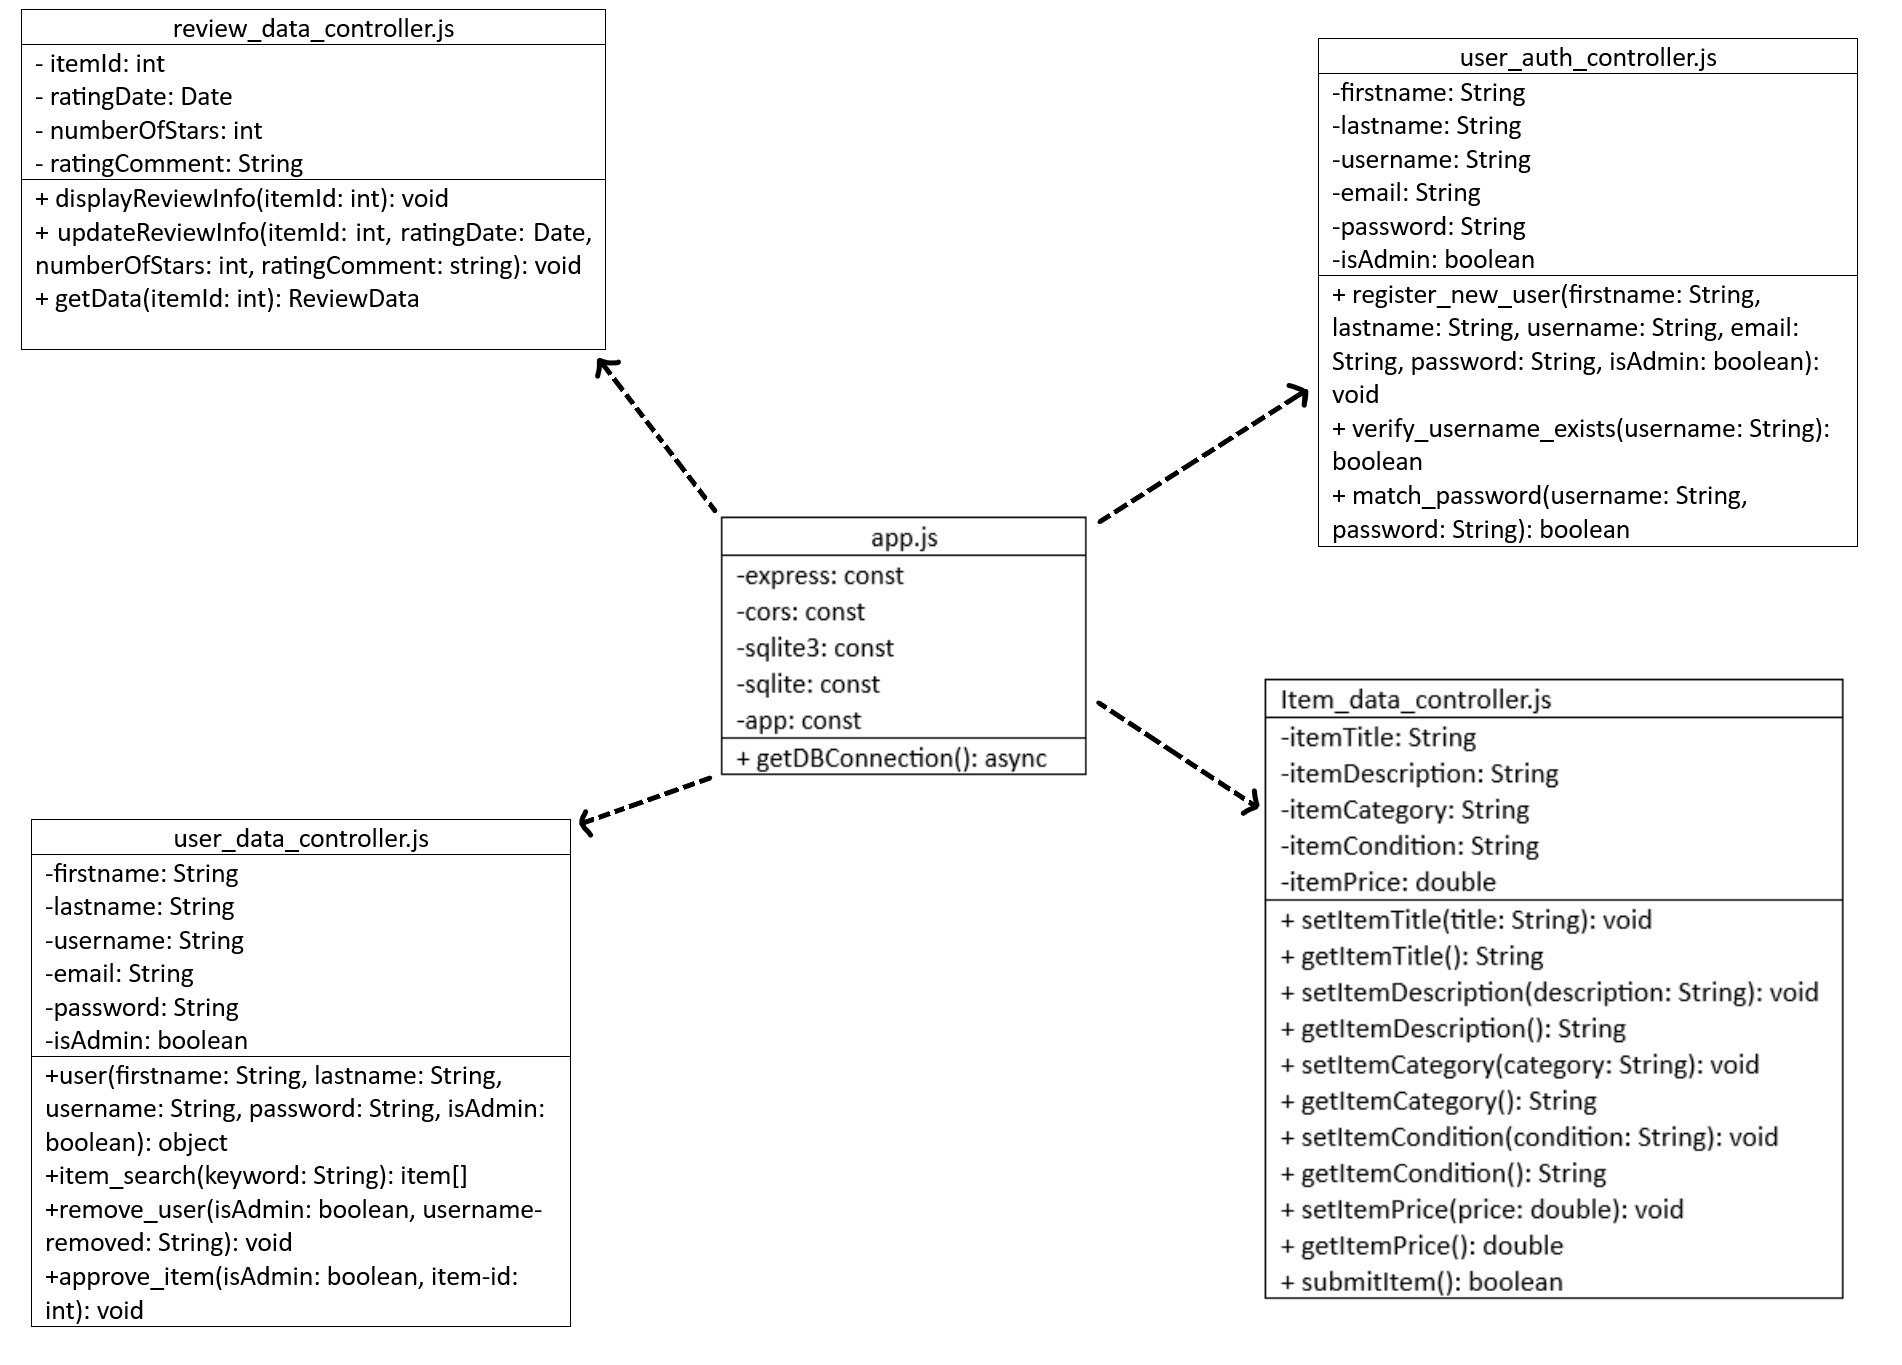 review_data_controller.js
- itemId: int
- ratingDate: Date
- numberOfStars: int
- ratingComment: String
+ displayReviewInfo(itemId: int): void
+ updateReviewInfo(itemId: int, ratingDate: Date,
numberOfStars: int, ratingComment: string): void
+ getData(itemId: int): ReviewData
user_auth_controller.js
-firstname: String
-lastname: String
-username: String
-email: String
-password: String
-isAdmin: boolean
+ register_new_user(firstname: String,
lastname: String, username: String, email:
String, password: String, isAdmin: boolean):
void
+ verify_username_exists(username: String):
boolean
+ match_password(username: String,
password: String): boolean
app.js
-express: const
-cors: const
-sqlite3: const
-sqlite: const
-app: const
+ getDBConnection(): async
user_data_controller.js
-firstname: String
-lastname: String
-username: String
-email: String
-password: String
-isAdmin: boolean
+user(firstname: String, lastname: String,
username: String, password: String, isAdmin:
boolean): object
+item_search(keyword: String): item[]
+remove_user(isAdmin: boolean, username-
removed: String): void
+approve_item(isAdmin: boolean, item-id:
int): void
Item_data_controller.js
-itemTitle: String
-itemDescription: String
-itemCategory: String
-itemCondition: String
-itemPrice: double
+ setItemTitle(title: String): void
+ getItemTitle(): String
+ setItemDescription(description: String): void
+ getItemDescription(): String
+ setItemCategory(category: String): void
+ getItemCategory(): String
+ setItemCondition(condition: String): void
+ getItemCondition(): String
+ setItemPrice(price: double): void
+ getItemPrice(): double
+ submitItem(): boolean